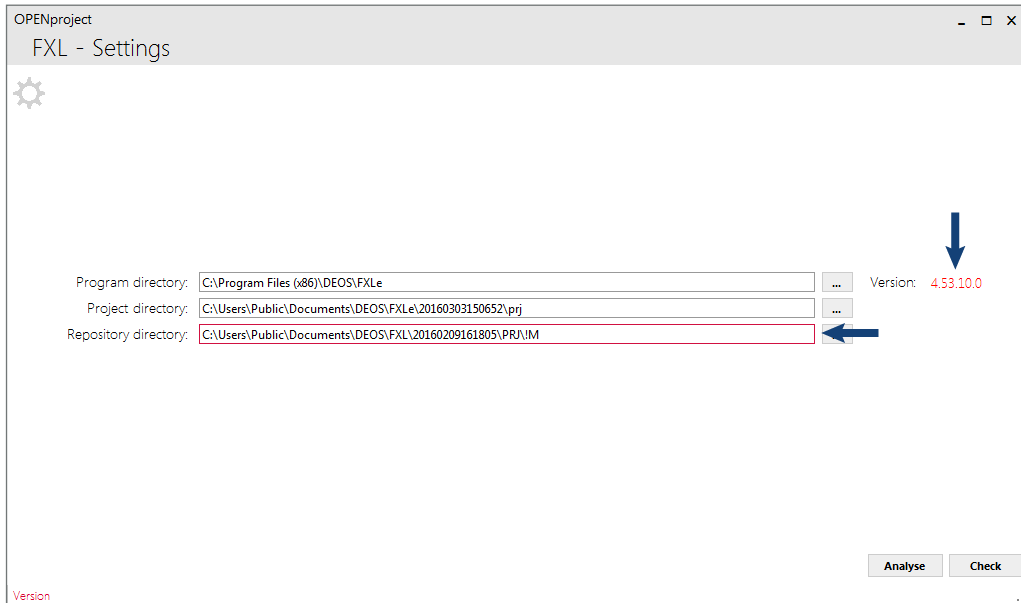 OPENproject
FXL - Settings
Program directory: C:\Program Files (x86)\DEOS\FXLe ... Version: 4.53.10.0
Project directory: C:\Users\Public\Documents\DEOS\FXLe\20160303150652\prj ...
Repository directory: C:\Users\Public\Documents\DEOS\FXL\20160209161805\PRJ\!M
Analyse Check
Version